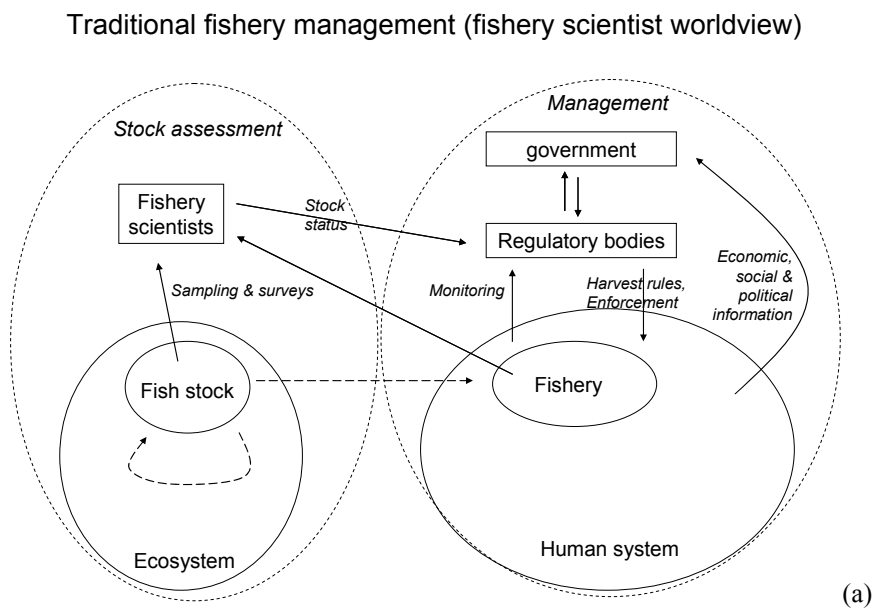 Traditional fishery management (fishery scientist worldview)
Management
Stock assessment
government
Fishery
scientists
Stock
status
Regulatory bodies
Economic,
social &
political
information
Sampling & surveys
Monitoring
Harvest rules,
Enforcement
Fish stock
Fishery
Ecosystem
Human system
(a)